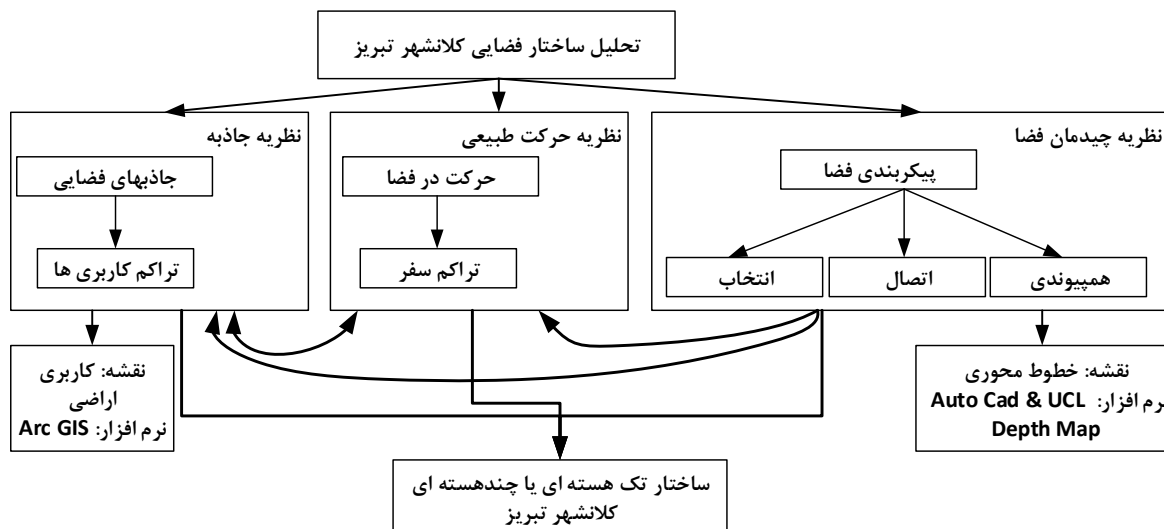 تحلیل ساختار فضایی کلانشهر تبریز
نظریه چیدمان فضا
پیکربندی فضا
همپیوندی
اتصال
انتخاب
نظریه حرکت طبیعی
حرکت در فضا
تراکم سفر
نظریه جاذبه
جاذبهای فضایی
تراکم کاربری ها
نقشه: خطوط محوری
نرم افزار: Auto Cad & UCL
Depth Map
نقشه: کاربری
اراضی
نرم افزار: Arc GIS
ساختار تک هسته ای یا چندهسته ای
کلانشهر تبریز